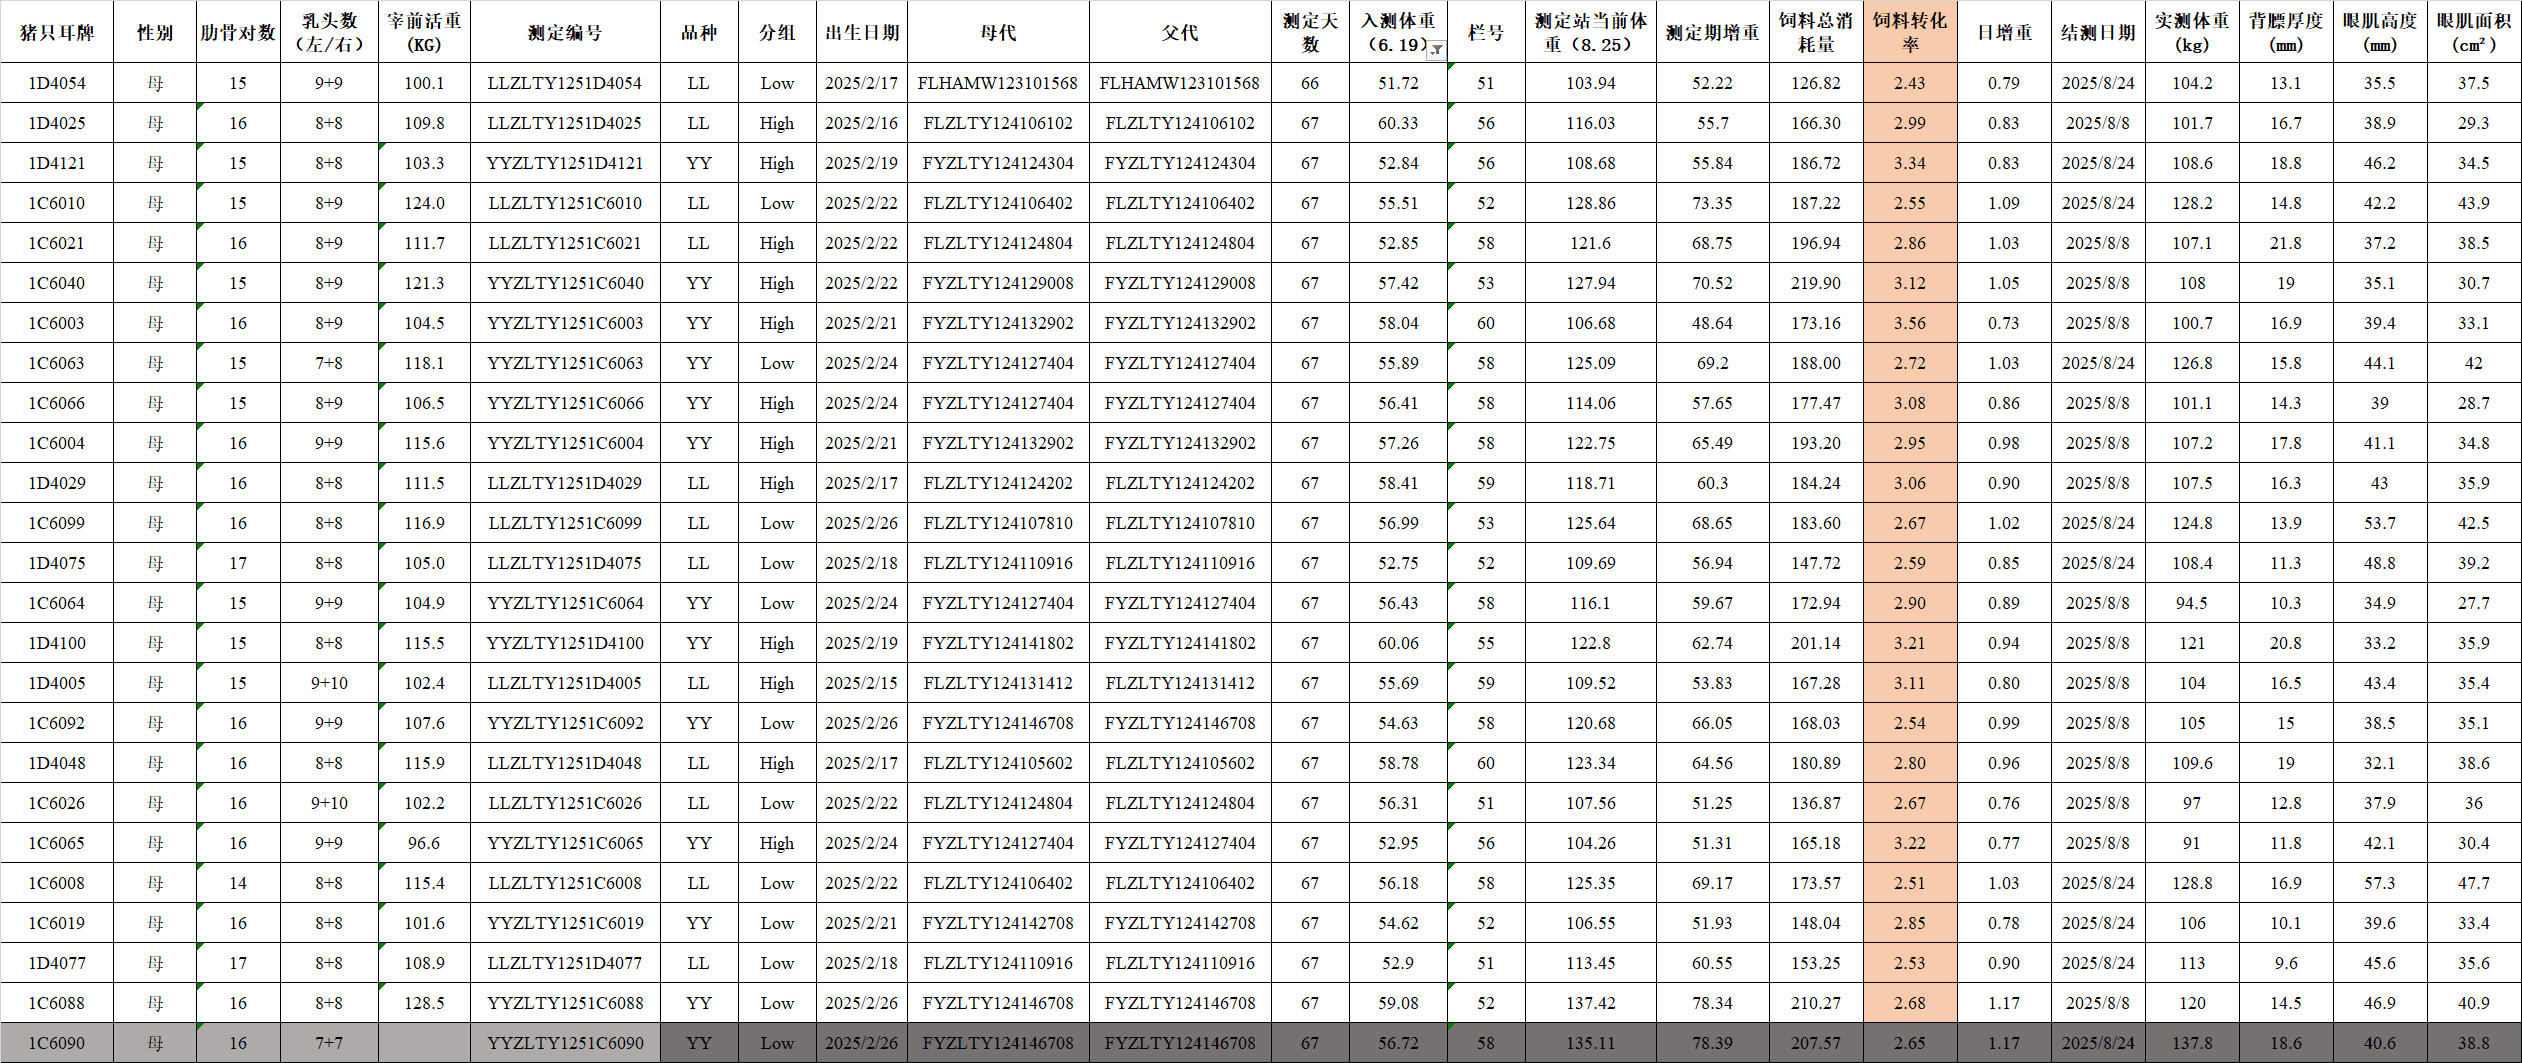 猪只耳牌 性别 肋骨对数 乳头数（左/右） 宰前活重(KG) 测定编号 品种 分组 出生日期 母代 父代 测定天数 入测体重（6.19） 栏号 测定站当前体重（8.25） 测定期增重 饲料总消耗量 饲料转化率 日增重 结测日期 实测体重(kg) 背膘厚度(mm) 眼肌高度(mm) 眼肌面积(cm²)
1D4054 母 15 9+9 100.1 LLZLTY1251D4054 LL Low 2025/2/17 FLHAMW123101568 FLHAMW123101568 66 51.72 51 103.94 52.22 126.82 2.43 0.79 2025/8/24 104.2 13.1 35.5 37.5
1D4025 母 16 8+8 109.8 LLZLTY1251D4025 LL High 2025/2/16 FLZLTY124106102 FLZLTY124106102 67 60.33 56 116.03 55.7 166.30 2.99 0.83 2025/8/8 101.7 16.7 38.9 29.3
1D4121 母 15 8+8 103.3 YYZLTY1251D4121 YY High 2025/2/19 FYZLTY124124304 FYZLTY124124304 67 52.84 56 108.68 55.84 186.72 3.34 0.83 2025/8/24 108.6 18.8 46.2 34.5
1C6010 母 15 8+9 124.0 LLZLTY1251C6010 LL Low 2025/2/22 FLZLTY124106402 FLZLTY124106402 67 55.51 52 128.86 73.35 187.22 2.55 1.09 2025/8/24 128.2 14.8 42.2 43.9
1C6021 母 16 8+9 111.7 LLZLTY1251C6021 LL High 2025/2/22 FLZLTY124124804 FLZLTY124124804 67 52.85 58 121.6 68.75 196.94 2.86 1.03 2025/8/8 107.1 21.8 37.2 38.5
1C6040 母 15 8+9 121.3 YYZLTY1251C6040 YY High 2025/2/22 FYZLTY124129008 FYZLTY124129008 67 57.42 53 127.94 70.52 219.90 3.12 1.05 2025/8/8 108 19 35.1 30.7
1C6003 母 16 8+9 104.5 YYZLTY1251C6003 YY High 2025/2/21 FYZLTY124132902 FYZLTY124132902 67 58.04 60 106.68 48.64 173.16 3.56 0.73 2025/8/8 100.7 16.9 39.4 33.1
1C6063 母 15 7+8 118.1 YYZLTY1251C6063 YY Low 2025/2/24 FYZLTY124127404 FYZLTY124127404 67 55.89 58 125.09 69.2 188.00 2.72 1.03 2025/8/24 126.8 15.8 44.1 42
1C6066 母 15 8+9 106.5 YYZLTY1251C6066 YY High 2025/2/24 FYZLTY124127404 FYZLTY124127404 67 56.41 58 114.06 57.65 177.47 3.08 0.86 2025/8/8 101.1 14.3 39 28.7
1C6004 母 16 9+9 115.6 YYZLTY1251C6004 YY High 2025/2/21 FYZLTY124132902 FYZLTY124132902 67 57.26 58 122.75 65.49 193.20 2.95 0.98 2025/8/8 107.2 17.8 41.1 34.8
1D4029 母 16 8+8 111.5 LLZLTY1251D4029 LL High 2025/2/17 FLZLTY124124202 FLZLTY124124202 67 58.41 59 118.71 60.3 184.24 3.06 0.90 2025/8/8 107.5 16.3 43 35.9
1C6099 母 16 8+8 116.9 LLZLTY1251C6099 LL Low 2025/2/26 FLZLTY124107810 FLZLTY124107810 67 56.99 53 125.64 68.65 183.60 2.67 1.02 2025/8/24 124.8 13.9 53.7 42.5
1D4075 母 17 8+8 105.0 LLZLTY1251D4075 LL Low 2025/2/18 FLZLTY124110916 FLZLTY124110916 67 52.75 52 109.69 56.94 147.72 2.59 0.85 2025/8/24 108.4 11.3 48.8 39.2
1C6064 母 15 9+9 104.9 YYZLTY1251C6064 YY Low 2025/2/24 FYZLTY124127404 FYZLTY124127404 67 56.43 58 116.1 59.67 172.94 2.90 0.89 2025/8/8 94.5 10.3 34.9 27.7
1D4100 母 15 8+8 115.5 YYZLTY1251D4100 YY High 2025/2/19 FYZLTY124141802 FYZLTY124141802 67 60.06 55 122.8 62.74 201.14 3.21 0.94 2025/8/8 121 20.8 33.2 35.9
1D4005 母 15 9+10 102.4 LLZLTY1251D4005 LL High 2025/2/15 FLZLTY124131412 FLZLTY124131412 67 55.69 59 109.52 53.83 167.28 3.11 0.80 2025/8/8 104 16.5 43.4 35.4
1C6092 母 16 9+9 107.6 YYZLTY1251C6092 YY Low 2025/2/26 FYZLTY124146708 FYZLTY124146708 67 54.63 58 120.68 66.05 168.03 2.54 0.99 2025/8/8 105 15 38.5 35.1
1D4048 母 16 8+8 115.9 LLZLTY1251D4048 LL High 2025/2/17 FLZLTY124105602 FLZLTY124105602 67 58.78 60 123.34 64.56 180.89 2.80 0.96 2025/8/8 109.6 19 32.1 38.6
1C6026 母 16 9+10 102.2 LLZLTY1251C6026 LL Low 2025/2/22 FLZLTY124124804 FLZLTY124124804 67 56.31 51 107.56 51.25 136.87 2.67 0.76 2025/8/8 97 12.8 37.9 36
1C6065 母 16 9+9 96.6 YYZLTY1251C6065 YY High 2025/2/24 FYZLTY124127404 FYZLTY124127404 67 52.95 56 104.26 51.31 165.18 3.22 0.77 2025/8/8 91 11.8 42.1 30.4
1C6008 母 14 8+8 115.4 LLZLTY1251C6008 LL Low 2025/2/22 FLZLTY124106402 FLZLTY124106402 67 56.18 58 125.35 69.17 173.57 2.51 1.03 2025/8/24 128.8 16.9 57.3 47.7
1C6019 母 16 8+8 101.6 YYZLTY1251C6019 YY Low 2025/2/21 FYZLTY124142708 FYZLTY124142708 67 54.62 52 106.55 51.93 148.04 2.85 0.78 2025/8/24 106 10.1 39.6 33.4
1D4077 母 17 8+8 108.9 LLZLTY1251D4077 LL Low 2025/2/18 FLZLTY124110916 FLZLTY124110916 67 52.9 51 113.45 60.55 153.25 2.53 0.90 2025/8/24 113 9.6 45.6 35.6
1C6088 母 16 8+8 128.5 YYZLTY1251C6088 YY Low 2025/2/26 FYZLTY124146708 FYZLTY124146708 67 59.08 52 137.42 78.34 210.27 2.68 1.17 2025/8/8 120 14.5 46.9 40.9
1C6090 母 16 7+7 YYZLTY1251C6090 YY Low 2025/2/26 FYZLTY124146708 FYZLTY124146708 67 56.72 58 135.11 78.39 207.57 2.65 1.17 2025/8/24 137.8 18.6 40.6 38.8